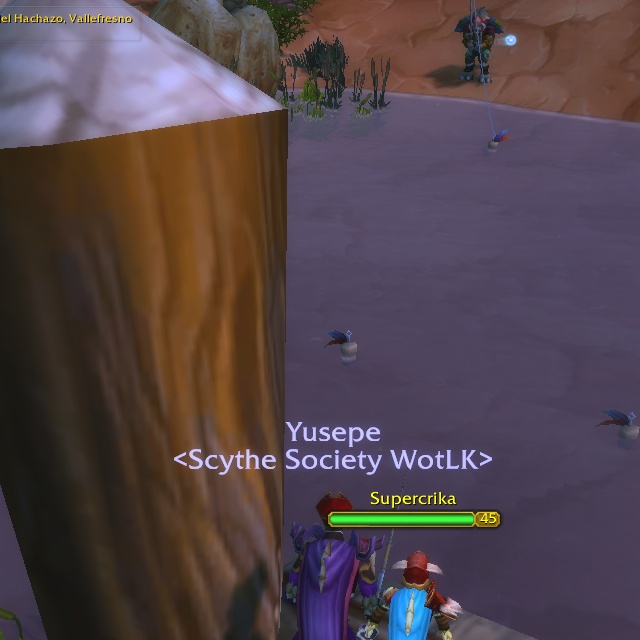 el Hachazo, Vallefresno
Yusepe
<Scythe Society WotLK>
Supercrika
45